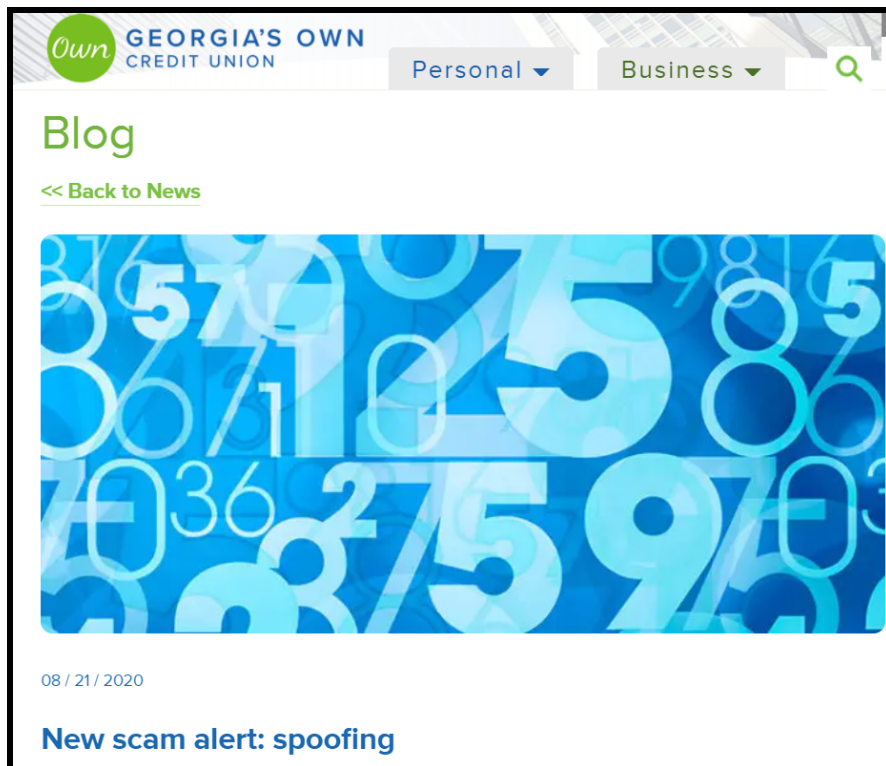 Own
GEORGIA'S OWN
CREDIT UNION
Personal
Business
Blog
<< Back to News
08 / 21 / 2020
New scam alert: spoofing